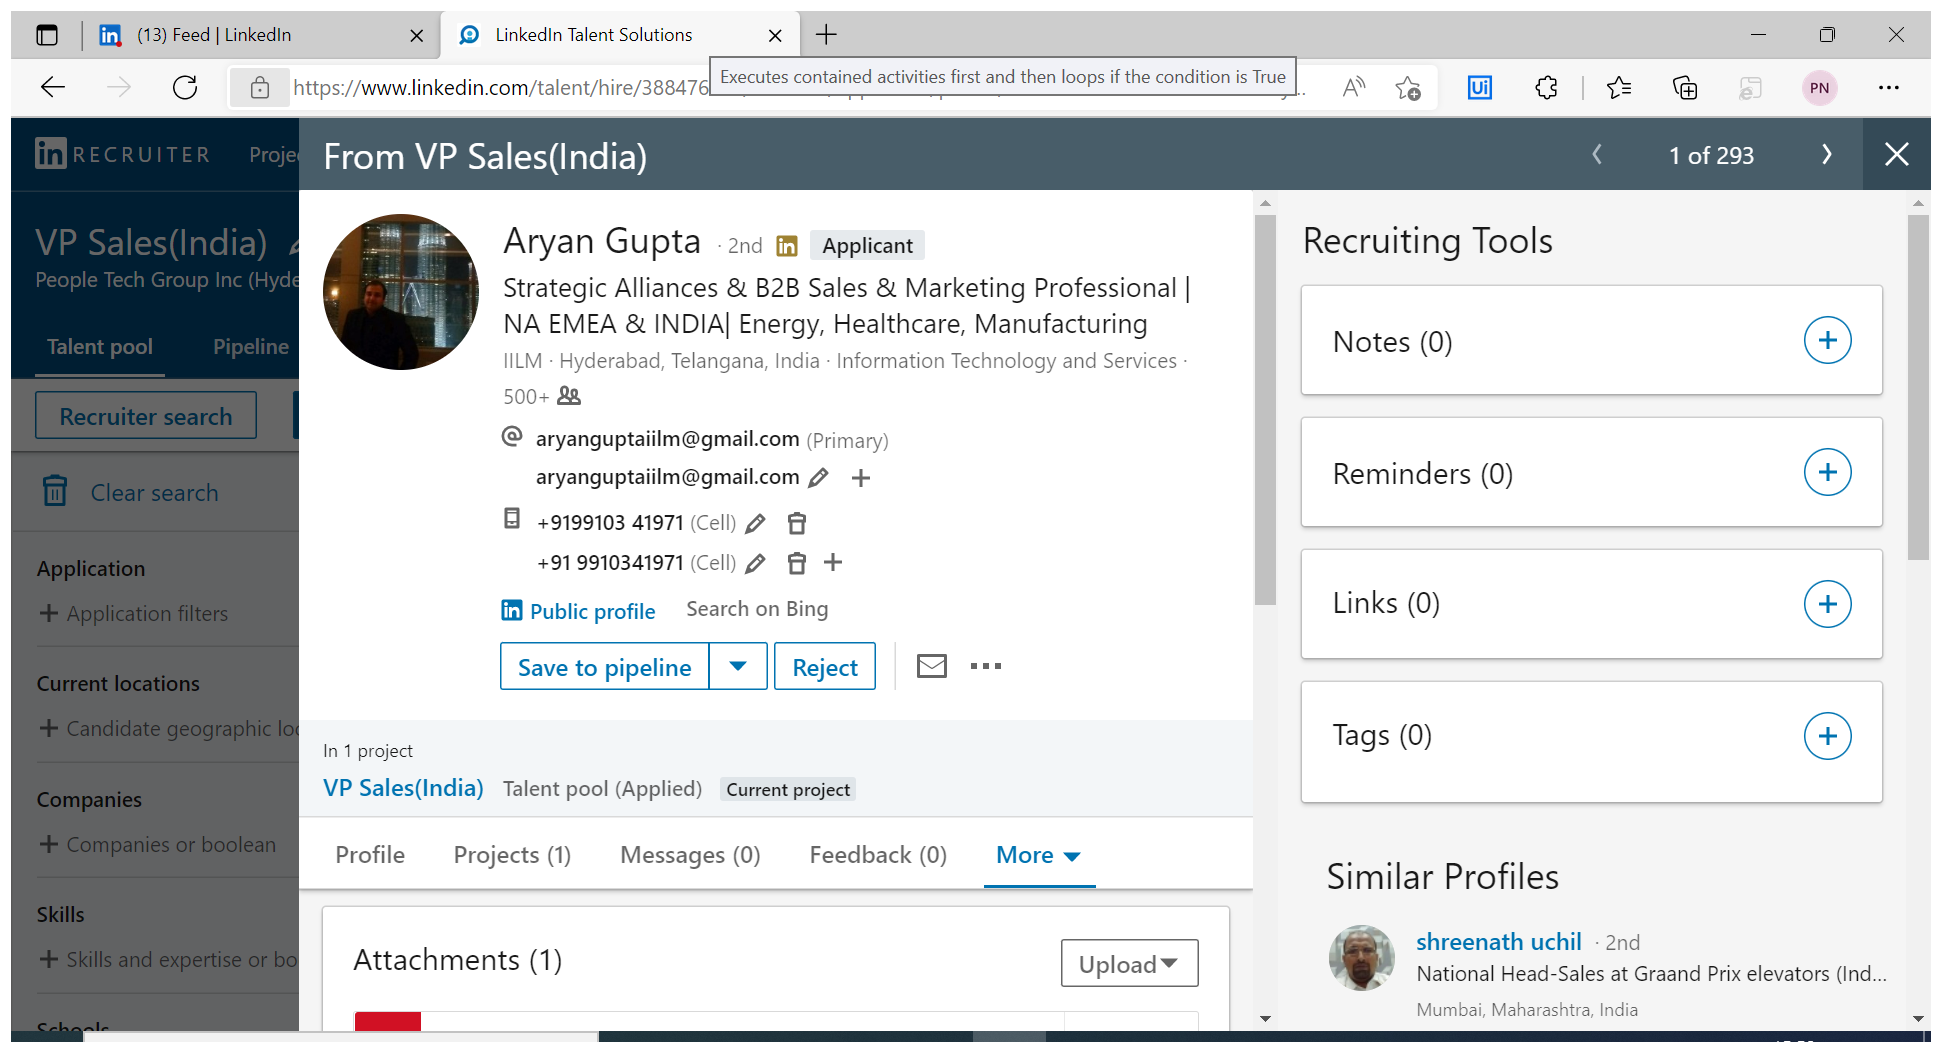 (13) Feed | LinkedIn
LinkedIn Talent Solutions
Executes contained activities first and then loops if the condition is True
https://www.linkedin.com/talent/hire/388476
Ui
PN
in RECRUITER
Projec
From VP Sales(India)
1 of 293
VP Sales(India)
People Tech Group Inc (Hyde
Talent pool
Pipeline
Recruiter search
Clear search
Application
Application filters
Current locations
Candidate geographic loc
Companies
Companies or boolean
Skills
Skills and expertise or bo
Schools
Aryan Gupta · 2nd in Applicant
Strategic Alliances & B2B Sales & Marketing Professional |
NA EMEA & INDIA| Energy, Healthcare, Manufacturing
IILM · Hyderabad, Telangana, India · Information Technology and Services ·
500+
aryanguptaiilm@gmail.com (Primary)
aryanguptaiilm@gmail.com
+9199103 41971 (Cell)
+91 9910341971 (Cell)
in Public profile Search on Bing
Save to pipeline
Reject
In 1 project
VP Sales(India) Talent pool (Applied) Current project
Profile Projects (1) Messages (0) Feedback (0) More
Attachments (1)
Upload
Recruiting Tools
Notes (0)
Reminders (0)
Links (0)
Tags (0)
Similar Profiles
shreenath uchil · 2nd
National Head-Sales at Graand Prix elevators (Ind...
Mumbai, Maharashtra, India